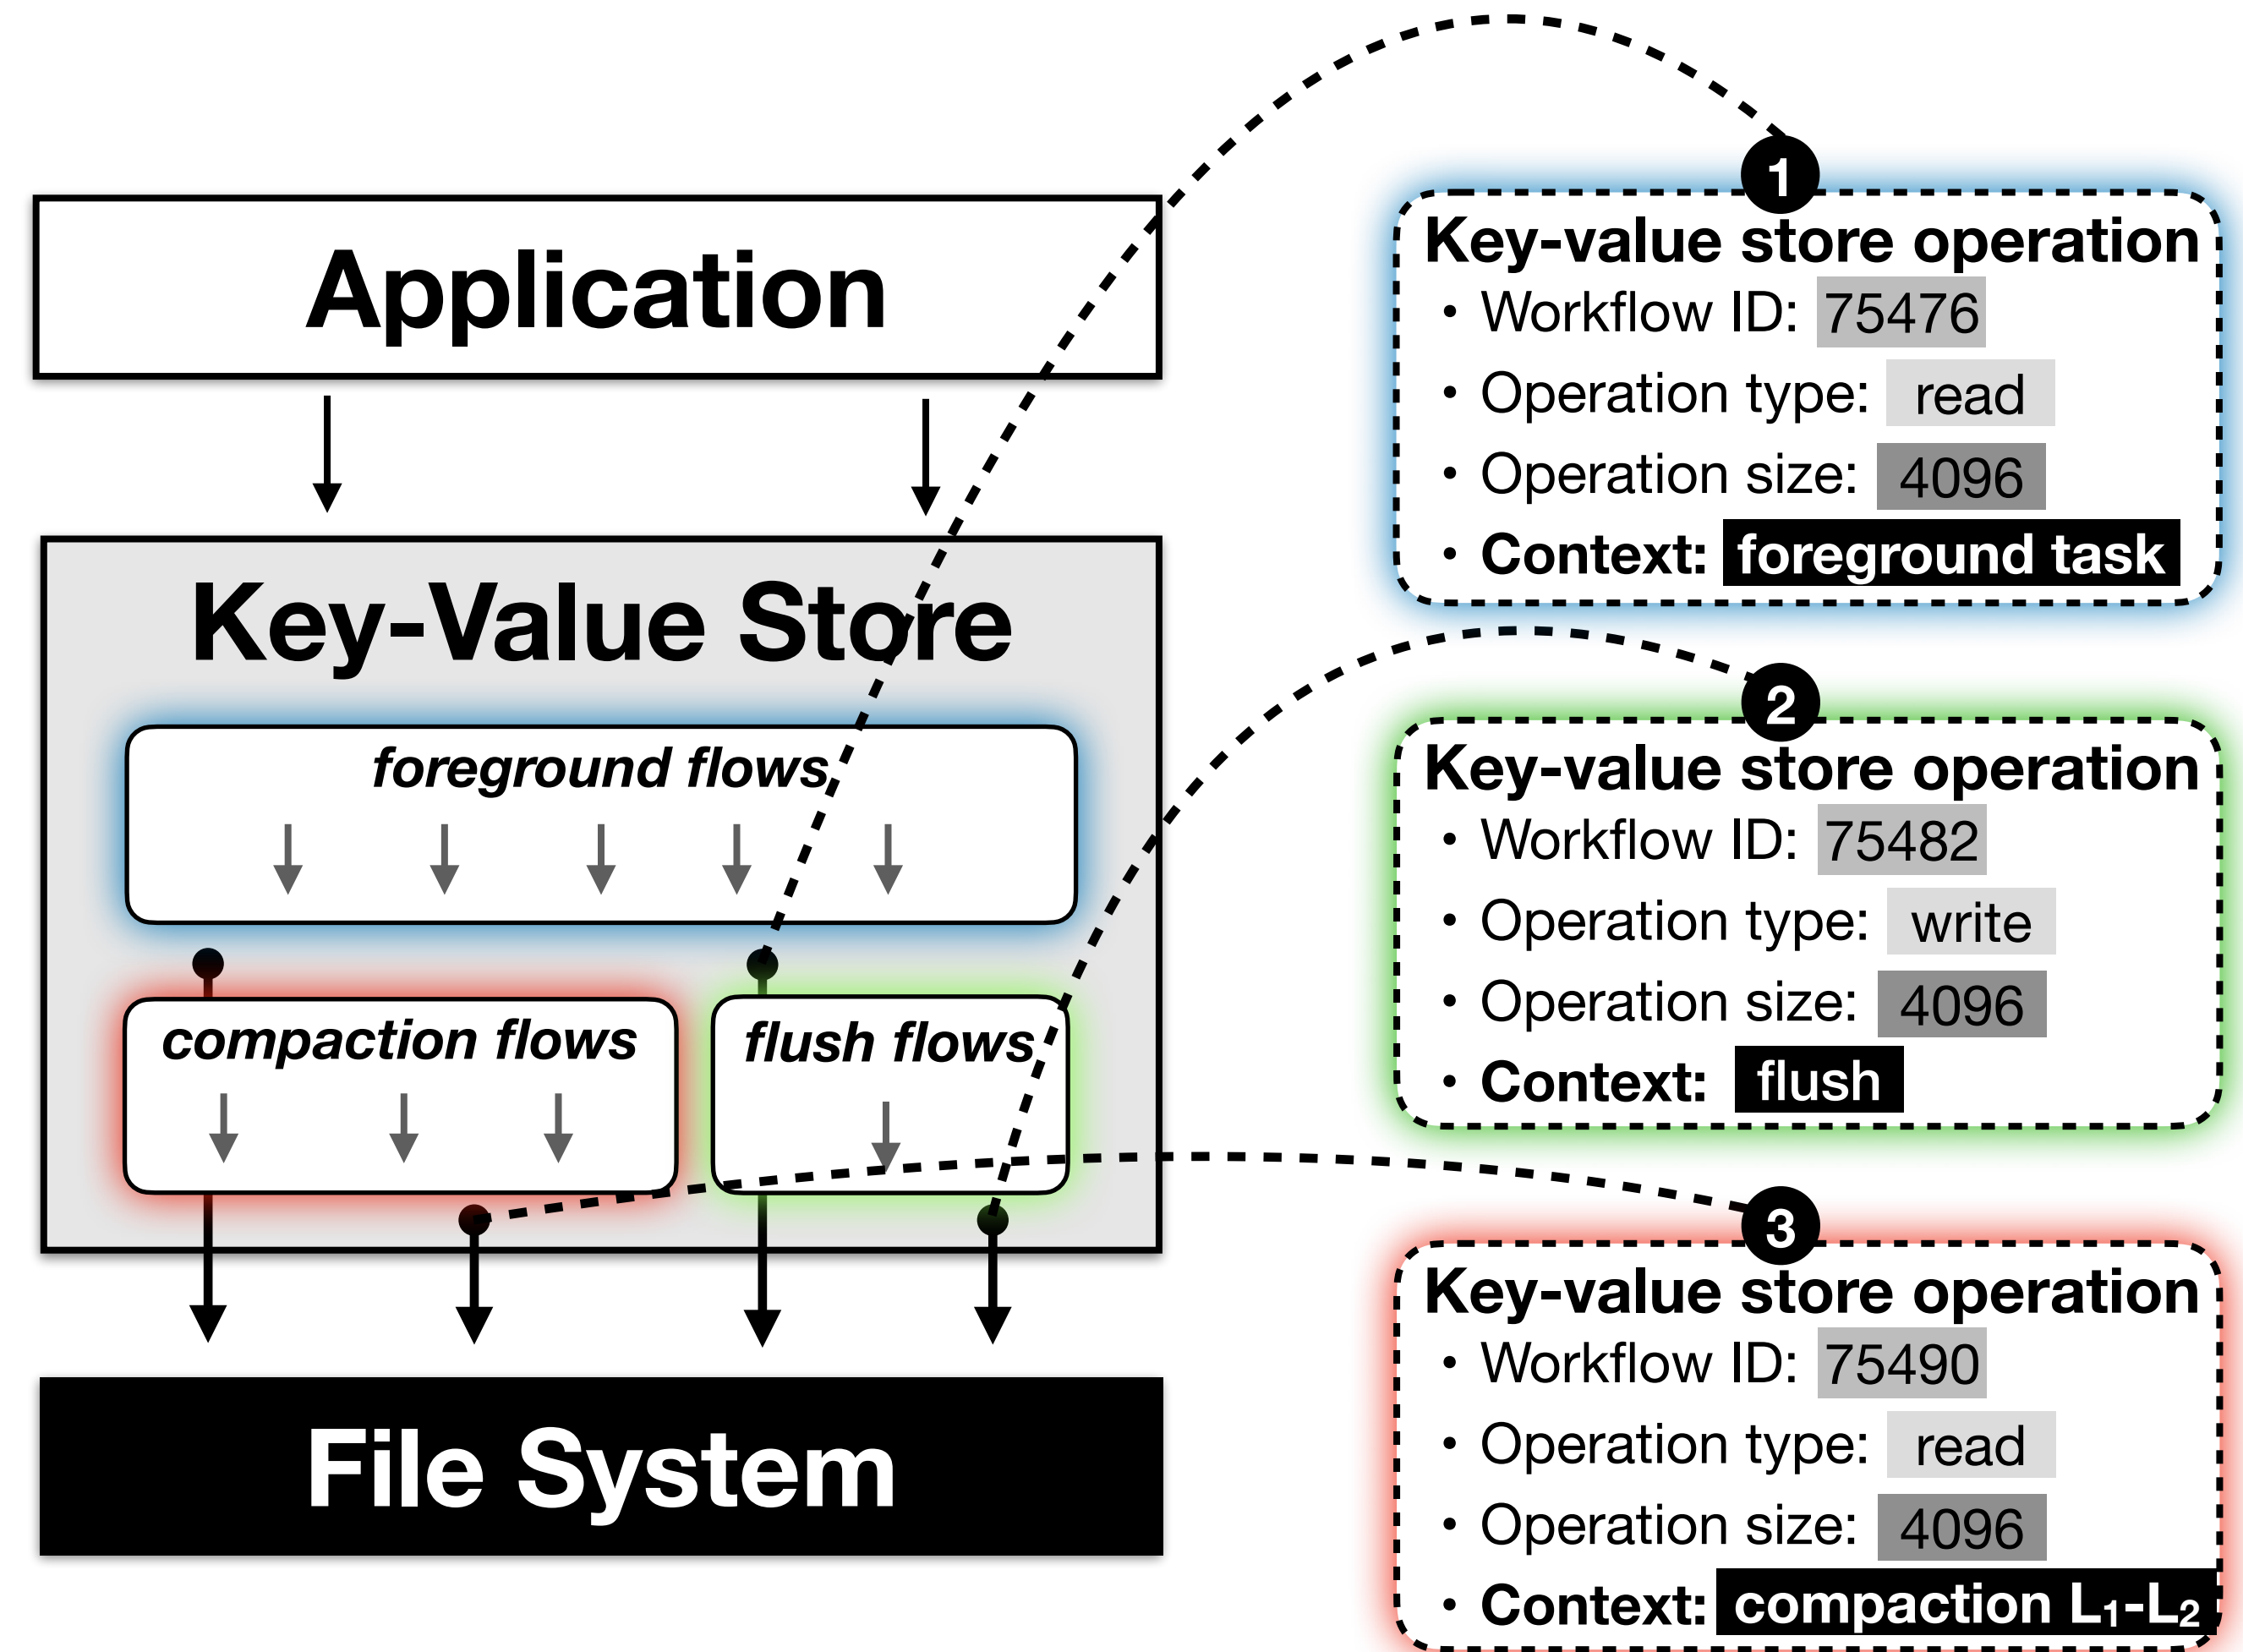 Application
Key-Value Store
foreground flows
compaction flows
flush flows
File System
1
Key-value store operation
• Workflow ID: 75476
• Operation type: read
• Operation size: 4096
• Context: foreground task
2
Key-value store operation
• Workflow ID: 75482
• Operation type: write
• Operation size: 4096
• Context: flush
3
Key-value store operation
• Workflow ID: 75490
• Operation type: read
• Operation size: 4096
• Context: compaction L₁-L₂